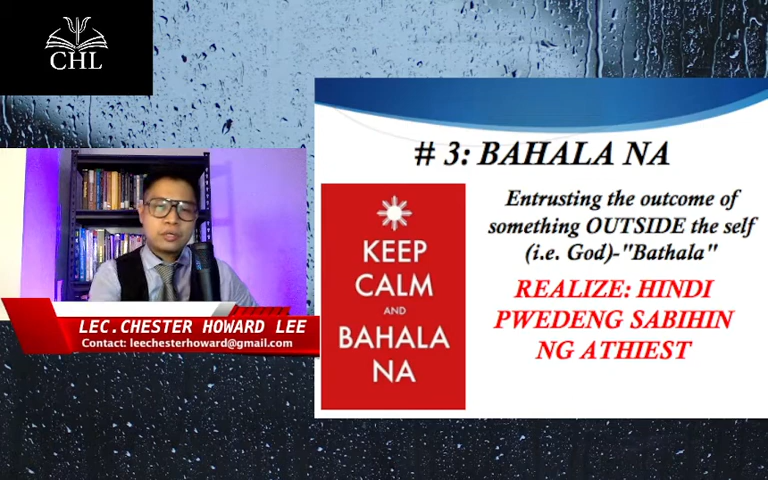 CHL
# 3: BAHALA NA
KEEP
CALM
AND
BAHALA
NA
Entrusting the outcome of
something OUTSIDE the self
(i.e. God)-"Bathala"
REALIZE: HINDI
PWEDENG SABIHIN
NG ATHIEST
LEC.CHESTER HOWARD LEE
Contact: leechesterhoward@gmail.com